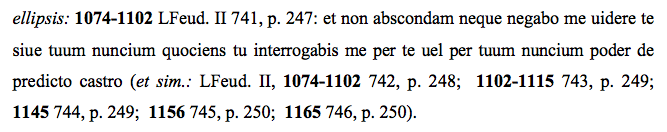 ellipsis: 1074-1102 LFeud. II 741, p. 247: et non abscondam neque negabo me uidere te
siue tuum nuncium quociens tu interrogabis me per te uel per tuum nuncium poder de
predicto castro (et sim.: LFeud. II, 1074-1102 742, p. 248; 1102-1115 743, p. 249;
1145 744, p. 249; 1156 745, p. 250; 1165 746, p. 250).